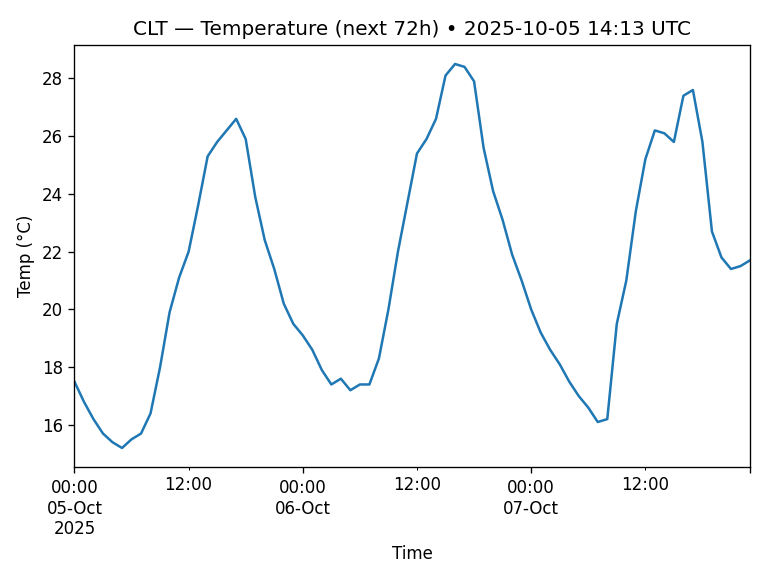 CLT — Temperature (next 72h) • 2025-10-05 14:13 UTC
Temp (°C)
28
26
24
22
20
18
16
00:00 12:00 00:00 12:00 00:00 12:00
05-Oct 06-Oct 07-Oct
2025
Time